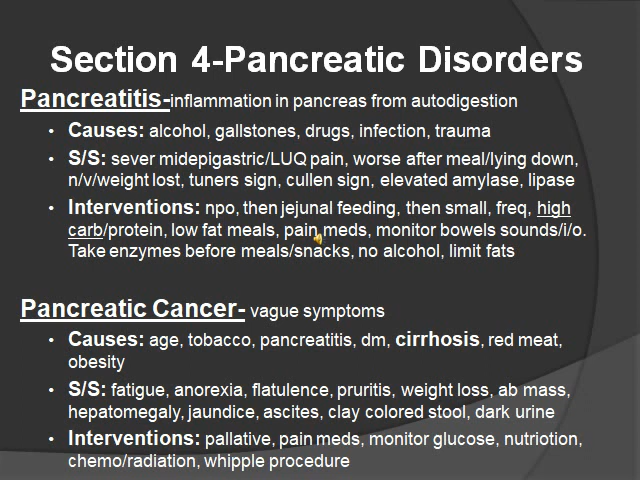 Section 4-Pancreatic Disorders
Pancreatitis-inflammation in pancreas from autodigestion
• Causes: alcohol, gallstones, drugs, infection, trauma
• S/S: sever midepigastric/LUQ pain, worse after meal/lying down,
n/v/weight lost, tuners sign, cullen sign, elevated amylase, lipase
• Interventions: npo, then jejunal feeding, then small, freq, high
carb/protein, low fat meals, pain meds, monitor bowels sounds/i/o.
Take enzymes before meals/snacks, no alcohol, limit fats
Pancreatic Cancer- vague symptoms
• Causes: age, tobacco, pancreatitis, dm, cirrhosis, red meat,
obesity
• S/S: fatigue, anorexia, flatulence, pruritis, weight loss, ab mass,
hepatomegaly, jaundice, ascites, clay colored stool, dark urine
• Interventions: pallative, pain meds, monitor glucose, nutriotion,
chemo/radiation, whipple procedure